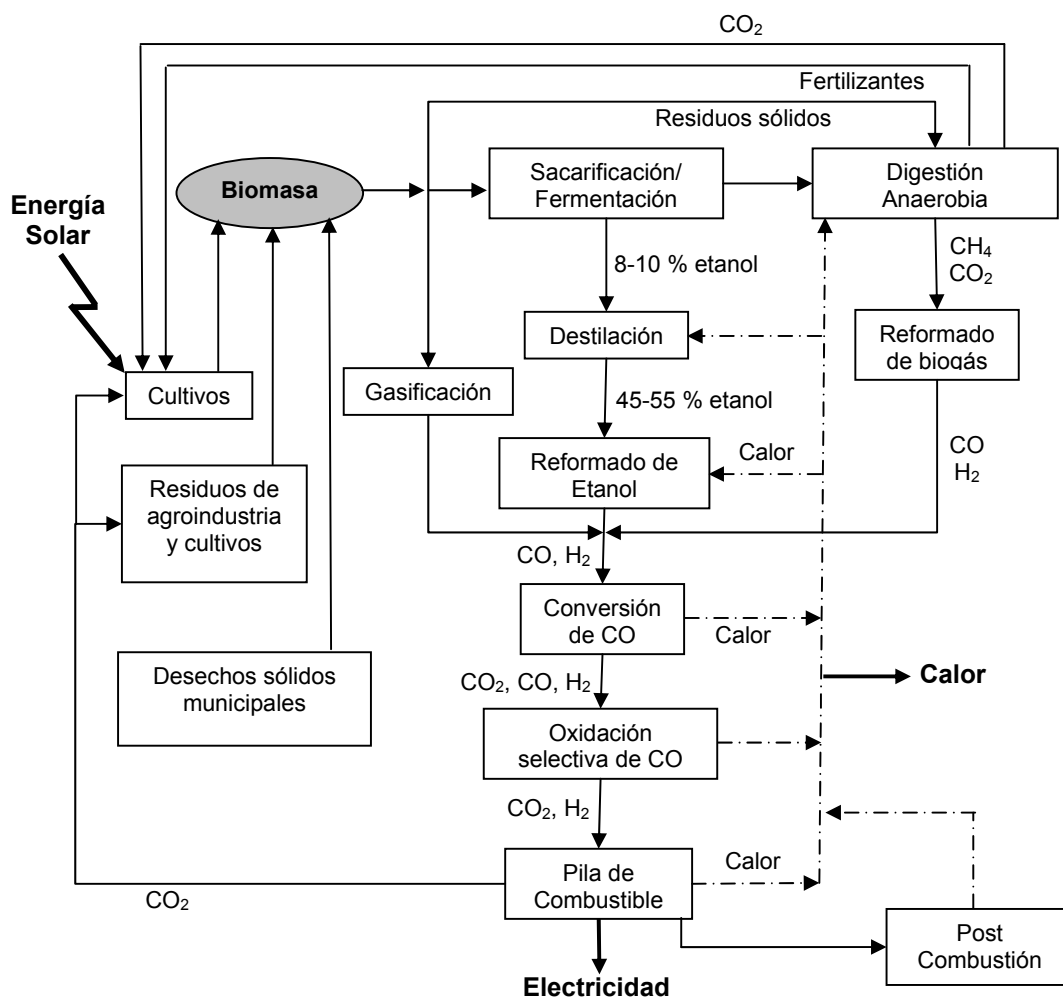 CO₂
Fertilizantes
Residuos sólidos
Biomasa
Sacarificación/
Fermentación
Digestión
Anaerobia
Energía
Solar
8-10 % etanol
CH₄
CO₂
Destilación
Reformado
de biogás
Cultivos
Gasificación
45-55 % etanol
Calor
CO
H₂
Reformado de
Etanol
Residuos de
agroindustria
y cultivos
CO, H₂
Conversión
de CO
Calor
Desechos sólidos
municipales
CO₂, CO, H₂
Calor
Oxidación
selectiva de CO
CO₂, H₂
Pila de
Combustible
Calor
CO₂
Post
Combustión
Electricidad